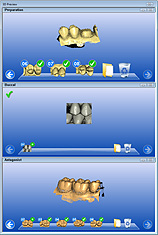 3D Preview
Preparation
06
07
08
Buccal
Antagonist